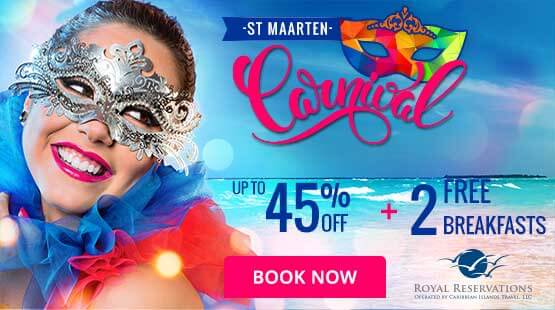 -ST MAARTEN-
Carnival
UP TO 45% OFF + 2 FREE BREAKFASTS
BOOK NOW
ROYAL RESERVATIONS
OPERATED BY CARIBBEAN ISLANDS TRAVEL, LLC